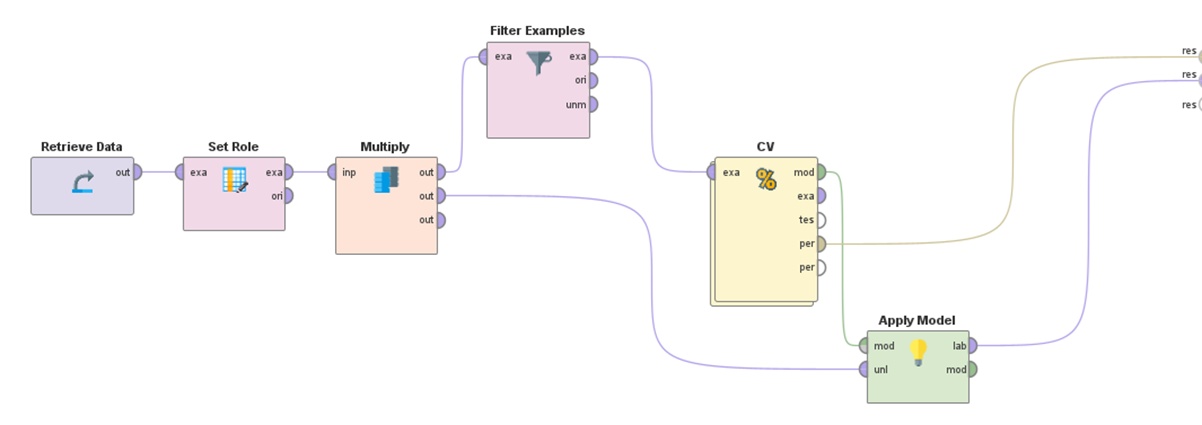 Filter Examples
exa exa
ori
unm
res
res
res
Retrieve Data
out
Set Role
exa exa
ori
Multiply
inp out
out
out
CV
%
exa mod
exa
tes
per
per
Apply Model
mod lab
unl mod